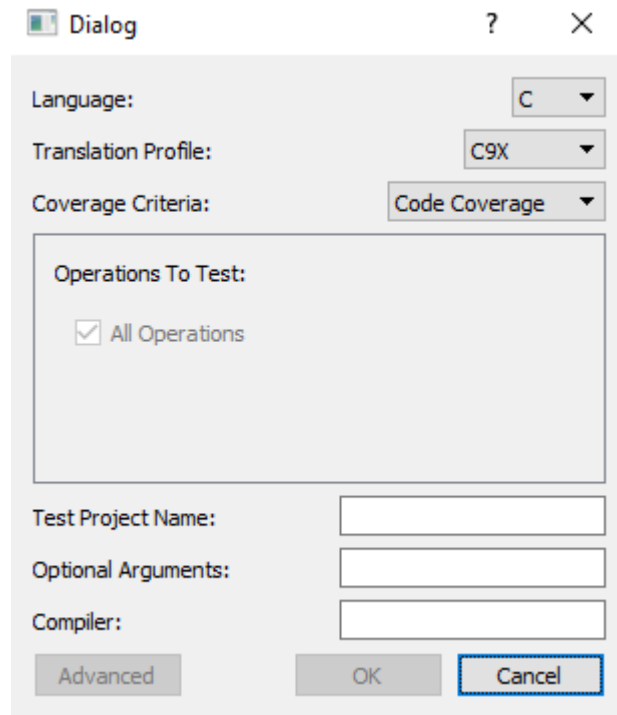 Dialog ?
Language: C
Translation Profile: C9X
Coverage Criteria: Code Coverage
Operations To Test:
All Operations
Test Project Name:
Optional Arguments:
Compiler:
Advanced OK Cancel